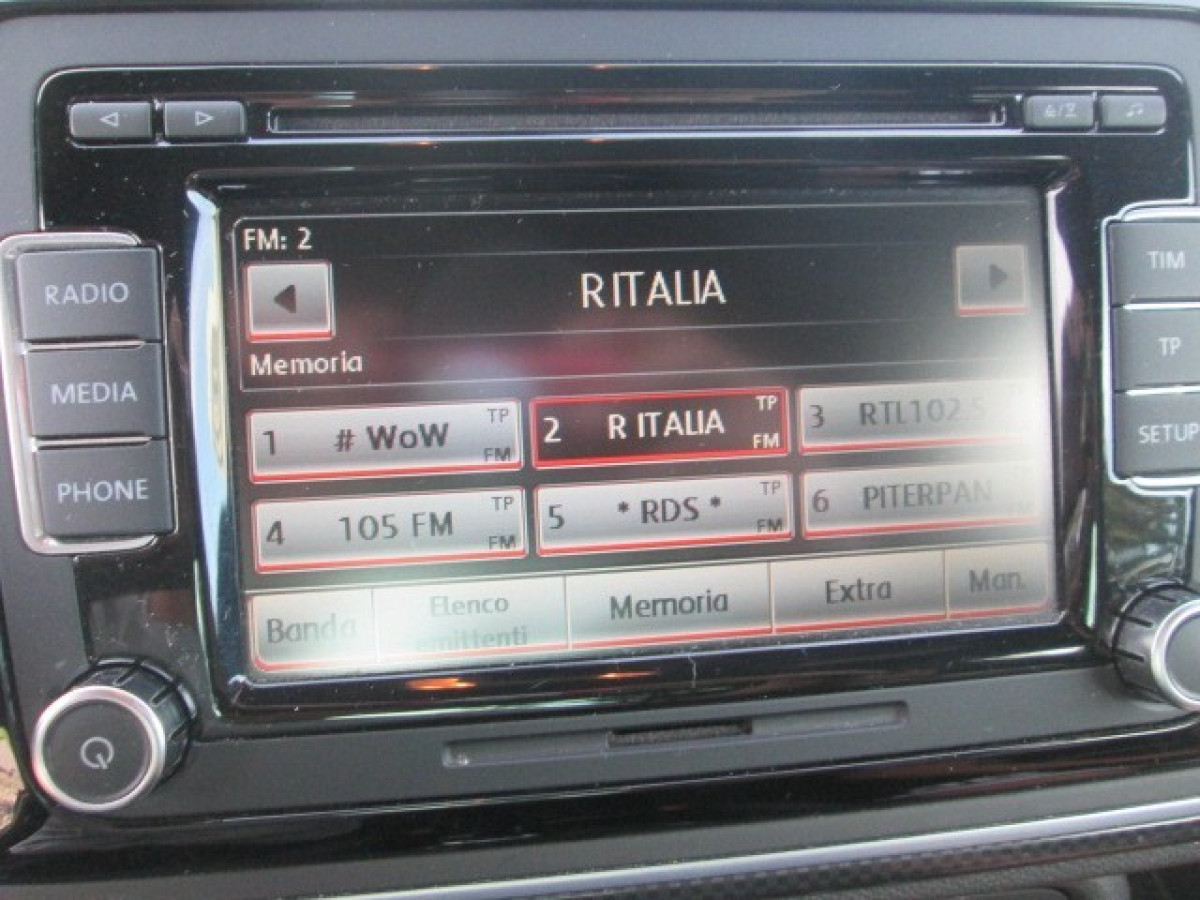 RADIO
MEDIA
PHONE
FM: 2
R ITALIA
Memoria
1 # WoW TP FM
2 R ITALIA TP FM
3 RTL102.5
4 105 FM TP FM
5 * RDS * TP FM
6 PITERPAN
Banda
Elenco
emittenti
Memoria
Extra
Man.
TIM
TP
SETUP